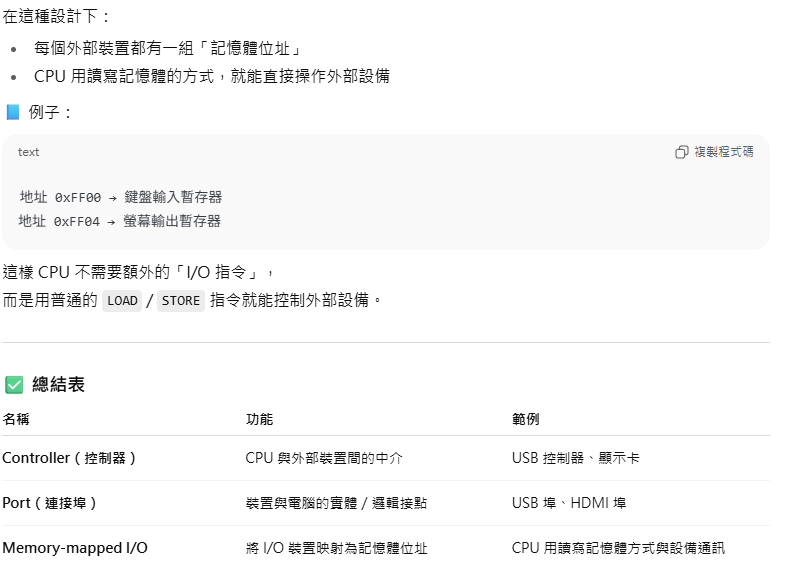 在這種設計下：
• 每個外部裝置都有一組「記憶體位址」
• CPU 用讀寫記憶體的方式，就能直接操作外部設備
📘 例子：
text 複製程式碼
地址 0xFF00 → 鍵盤輸入暫存器
地址 0xFF04 → 螢幕輸出暫存器
這樣 CPU 不需要額外的「I/O 指令」，
而是用普通的 LOAD / STORE 指令就能控制外部設備。
✅ 總結表
名稱 功能 範例
Controller（控制器） CPU 與外部裝置間的中介 USB 控制器、顯示卡
Port（連接埠） 裝置與電腦的實體 / 邏輯接點 USB 埠、HDMI 埠
Memory-mapped I/O 將 I/O 裝置映射為記憶體位址 CPU 用讀寫記憶體方式與設備通訊